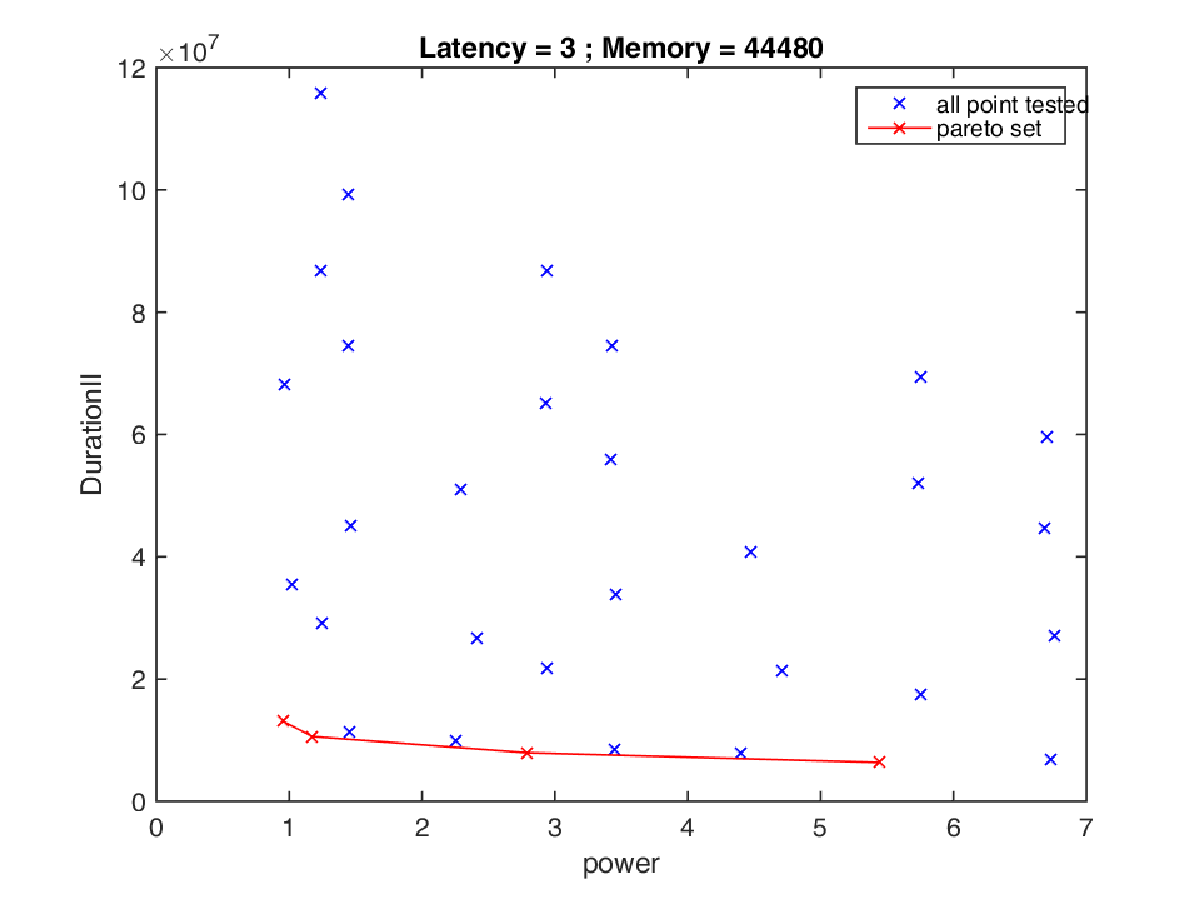 Latency = 3 ; Memory = 44480
×10^7
12
10
8
6
4
2
0
DurationII
0 1 2 3 4 5 6 7
power
all point tested
pareto set